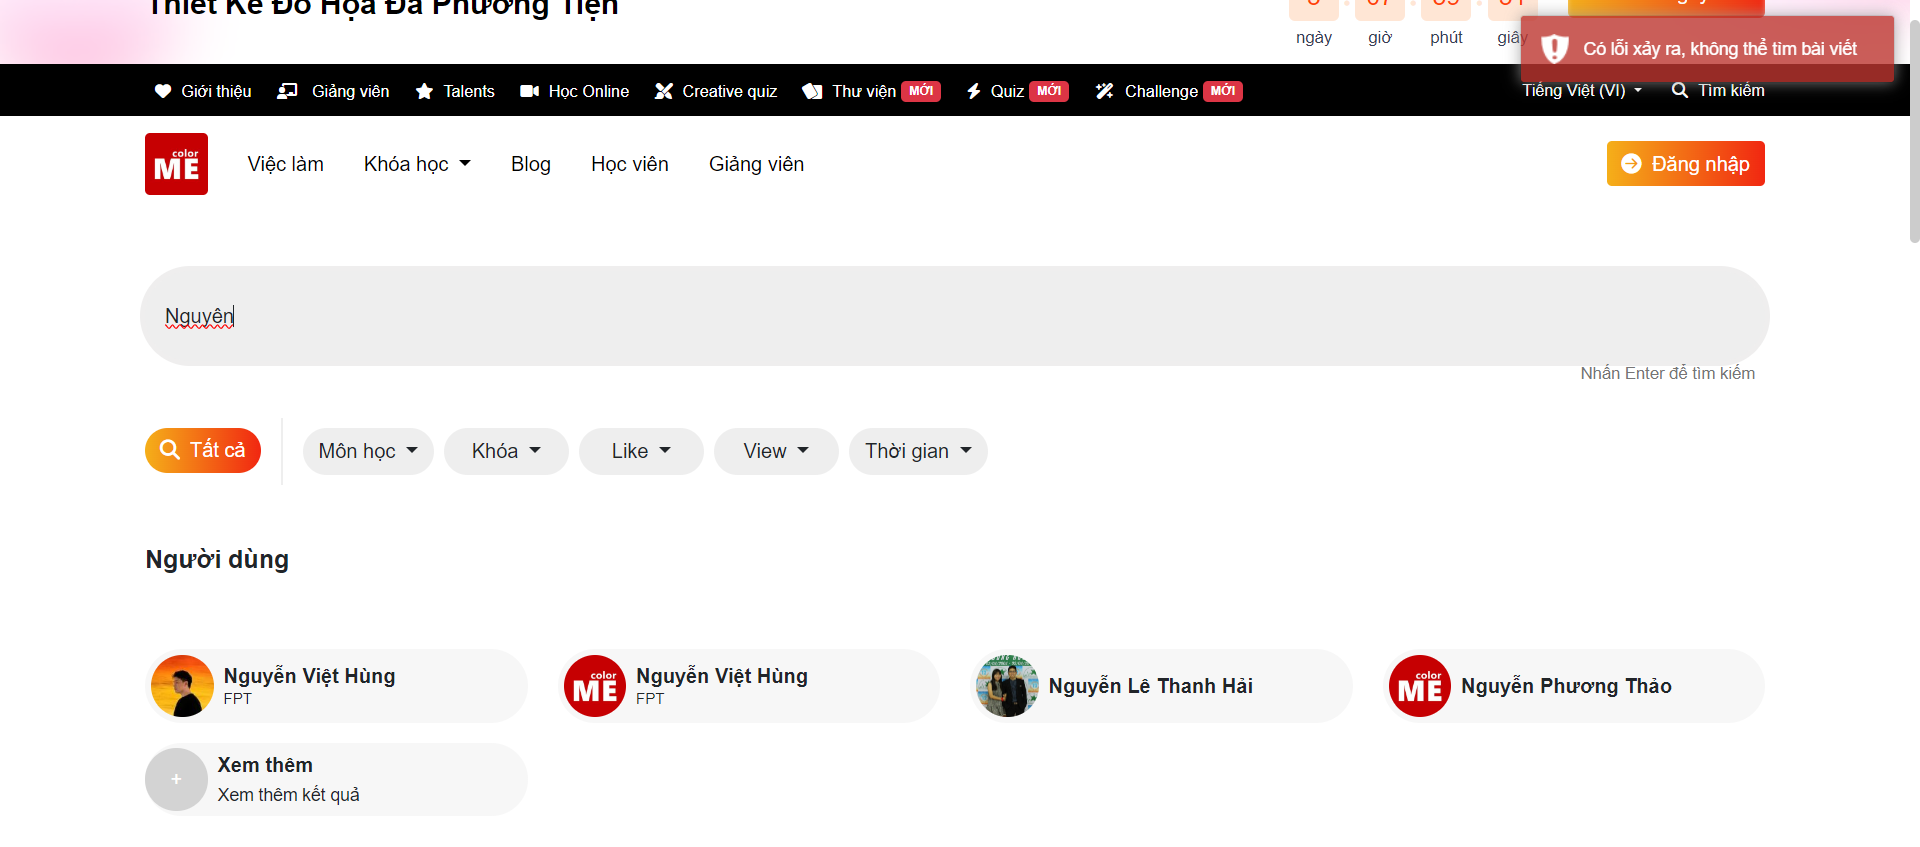 Thiết Kế Đồ Họa Đa Phương Tiện
ngày giờ phút giây
Có lỗi xảy ra, không thể tìm bài viết
Giới thiệu Giảng viên Talents Học Online Creative quiz Thư viện MỚI Quiz MỚI Challenge MỚI Tiếng Việt (VI) Tìm kiếm
color ME Việc làm Khóa học Blog Học viên Giảng viên Đăng nhập
Nguyên
Nhấn Enter để tìm kiếm
Tất cả Môn học Khóa Like View Thời gian
Người dùng
Nguyễn Việt Hùng
FPT
color ME
Nguyễn Việt Hùng
FPT
Nguyễn Lê Thanh Hải
color ME
Nguyễn Phương Thảo
+
Xem thêm
Xem thêm kết quả